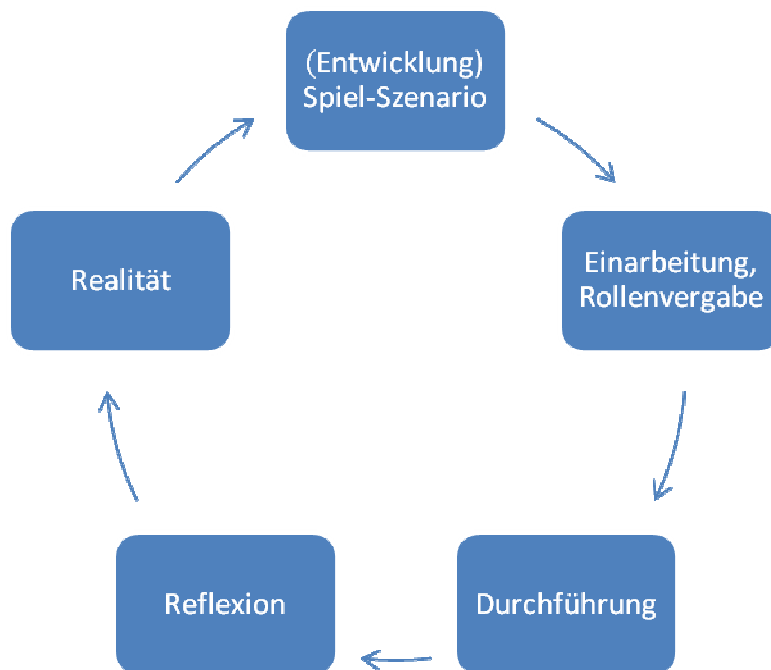 (Entwicklung)
Spiel-Szenario
Einarbeitung,
Rollenvergabe
Durchführung
Reflexion
Realität